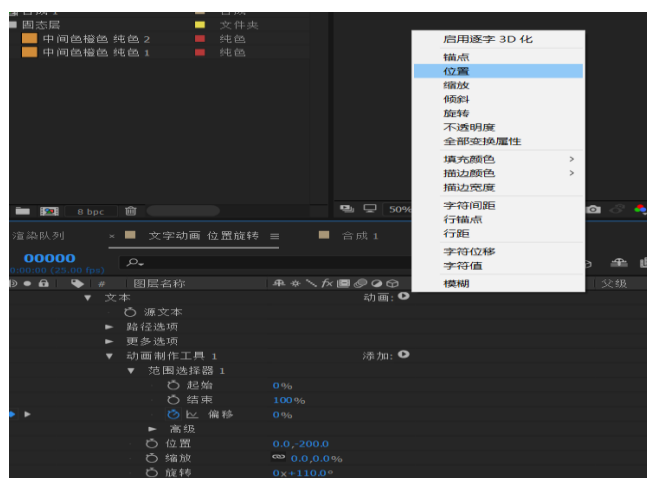 合成 1 合成
固态层 文件夹
中间色橙色 纯色 2 纯色
中间色橙色 纯色 1 纯色
启用逐字 3D 化
锚点
位置
缩放
倾斜
旋转
不透明度
全部变换属性
填充颜色 >
描边颜色 >
描边宽度
字符间距
行锚点
行距
字符位移
字符值
模糊
8 bpc 50%
渲染队列 × 文字动画 位置旋转 ≡ 合成 1
00000
0:00:00 (25.00 fps)
# 图层名称 父级
文本 动画:
源文本
路径选项
更多选项
动画制作工具 1 添加:
范围选择器 1
起始 0%
结束 100%
偏移 0%
高级
位置 0.0,-200.0
缩放 0.0,0.0%
旋转 0x+110.0°